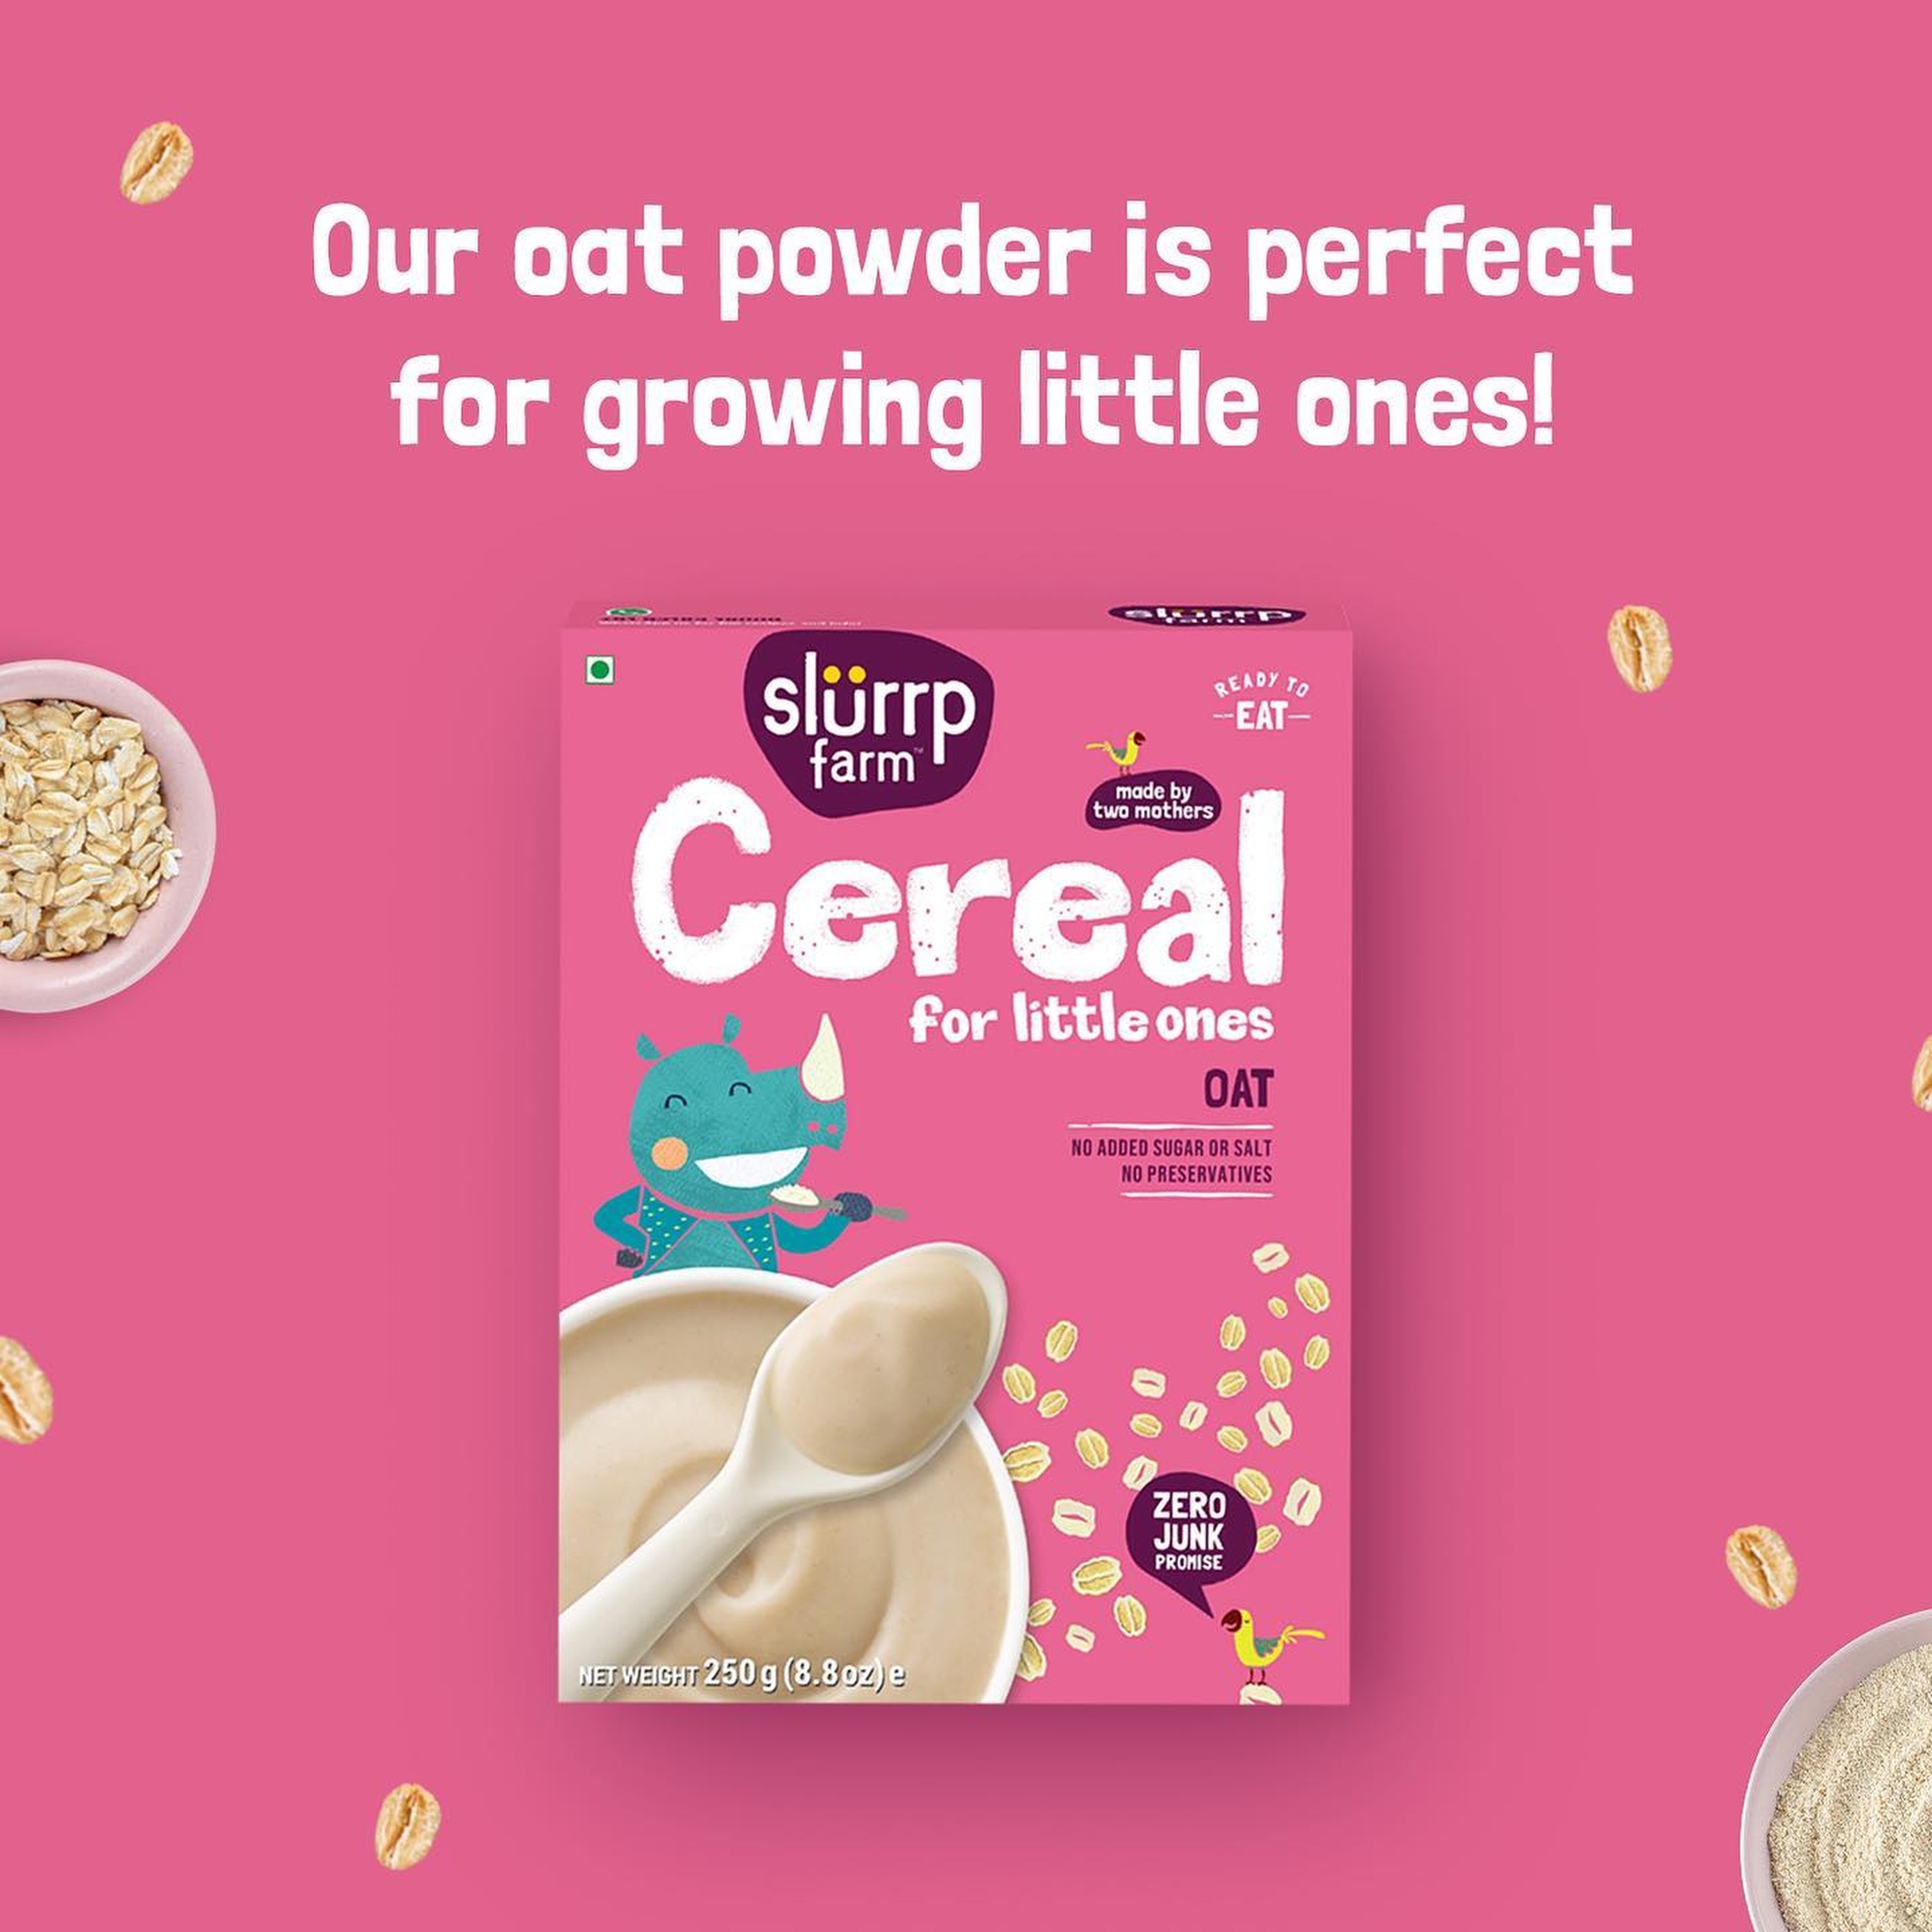 Our oat powder is perfect
for growing little ones!
slürrp farm
slürrp
farm™
READY TO
EAT
made by
two mothers
Cereal
for little ones
OAT
NO ADDED SUGAR OR SALT
NO PRESERVATIVES
ZERO
JUNK
PROMISE
NET WEIGHT 250 g (8.8 oz) e